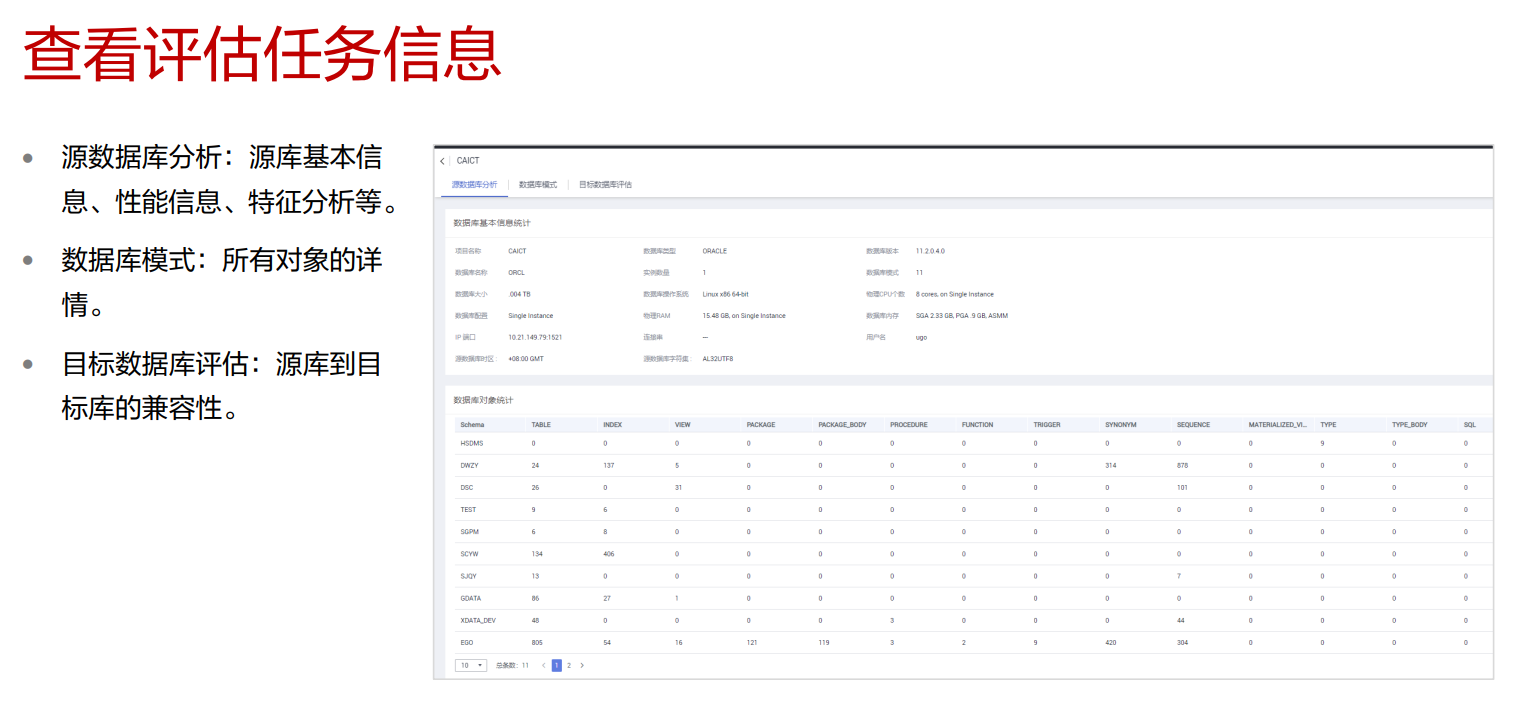 查看评估任务信息
• 源数据库分析：源库基本信
息、性能信息、特征分析等。
• 数据库模式：所有对象的详
情。
• 目标数据库评估：源库到目
标库的兼容性。
< CAICT
源数据库分析 数据库模式 目标数据库评估
数据库基本信息统计
项目名称 CAICT 数据库类型 ORACLE 数据库版本 11.2.0.4.0
数据库名称 ORCL 实例数量 1 数据库模式 11
数据库大小 .004 TB 数据库操作系统 Linux x86 64-bit 物理CPU个数 8 cores, on Single Instance
数据库配置 Single Instance 物理RAM 15.48 GB, on Single Instance 数据库内存 SGA 2.33 GB, PGA .9 GB, ASMM
IP 端口 10.21.149.79:1521 连接串 -- 用户名 ugo
源数据库时区： +08:00 GMT 源数据库字符集： AL32UTF8
数据库对象统计
Schema TABLE INDEX VIEW PACKAGE PACKAGE_BODY PROCEDURE FUNCTION TRIGGER SYNONYM SEQUENCE MATERIALIZED_VI... TYPE TYPE_BODY SQL
HSDMS 0 0 0 0 0 0 0 0 0 0 0 9 0 0
DWZY 24 137 5 0 0 0 0 0 314 878 0 0 0 0
DSC 26 0 31 0 0 0 0 0 0 101 0 0 0 0
TEST 9 6 0 0 0 0 0 0 0 0 0 0 0 0
SGPM 6 8 0 0 0 0 0 0 0 0 0 0 0 0
SCYW 134 406 0 0 0 0 0 0 0 0 0 0 0 0
SJQY 13 0 0 0 0 0 0 0 0 7 0 0 0 0
GDATA 86 27 1 0 0 0 0 0 0 0 0 0 0 0
XDATA_DEV 48 0 0 0 0 3 0 0 0 44 0 0 0 0
EGO 805 54 16 121 119 3 2 9 420 304 0 0 0 0
10 总条数：11 < 1 2 >